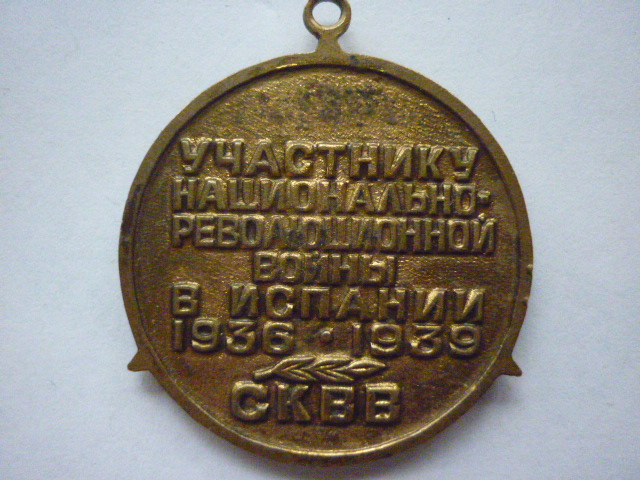 УЧАСТНИКУ
НАЦИОНАЛЬНО-
РЕВОЛЮЦИОННОЙ
ВОЙНЫ
В ИСПАНИИ
1936 • 1939
СКВВ